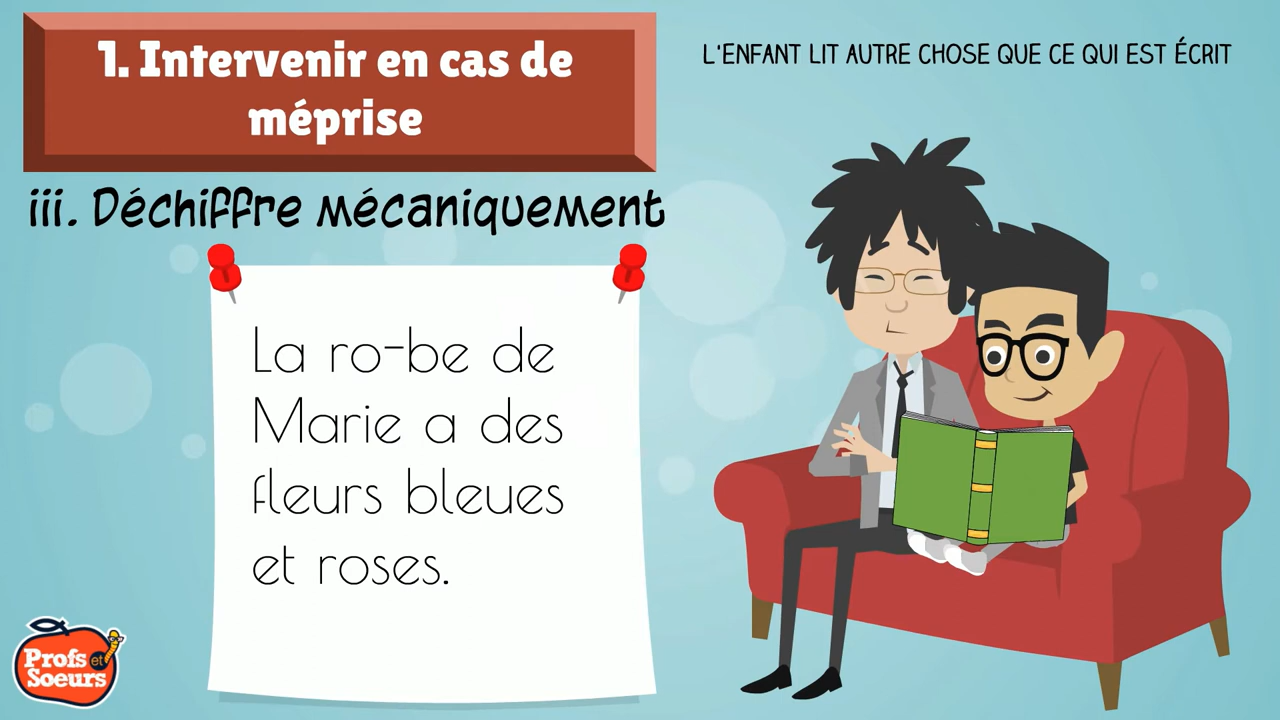 1. Intervenir en cas de
méprise
L'ENFANT LIT AUTRE CHOSE QUE CE QUI EST ÉCRIT
iii. Déchiffre mécaniquement
La ro-be de
Marie a des
fleurs bleues
et roses.
Profs et
Soeurs